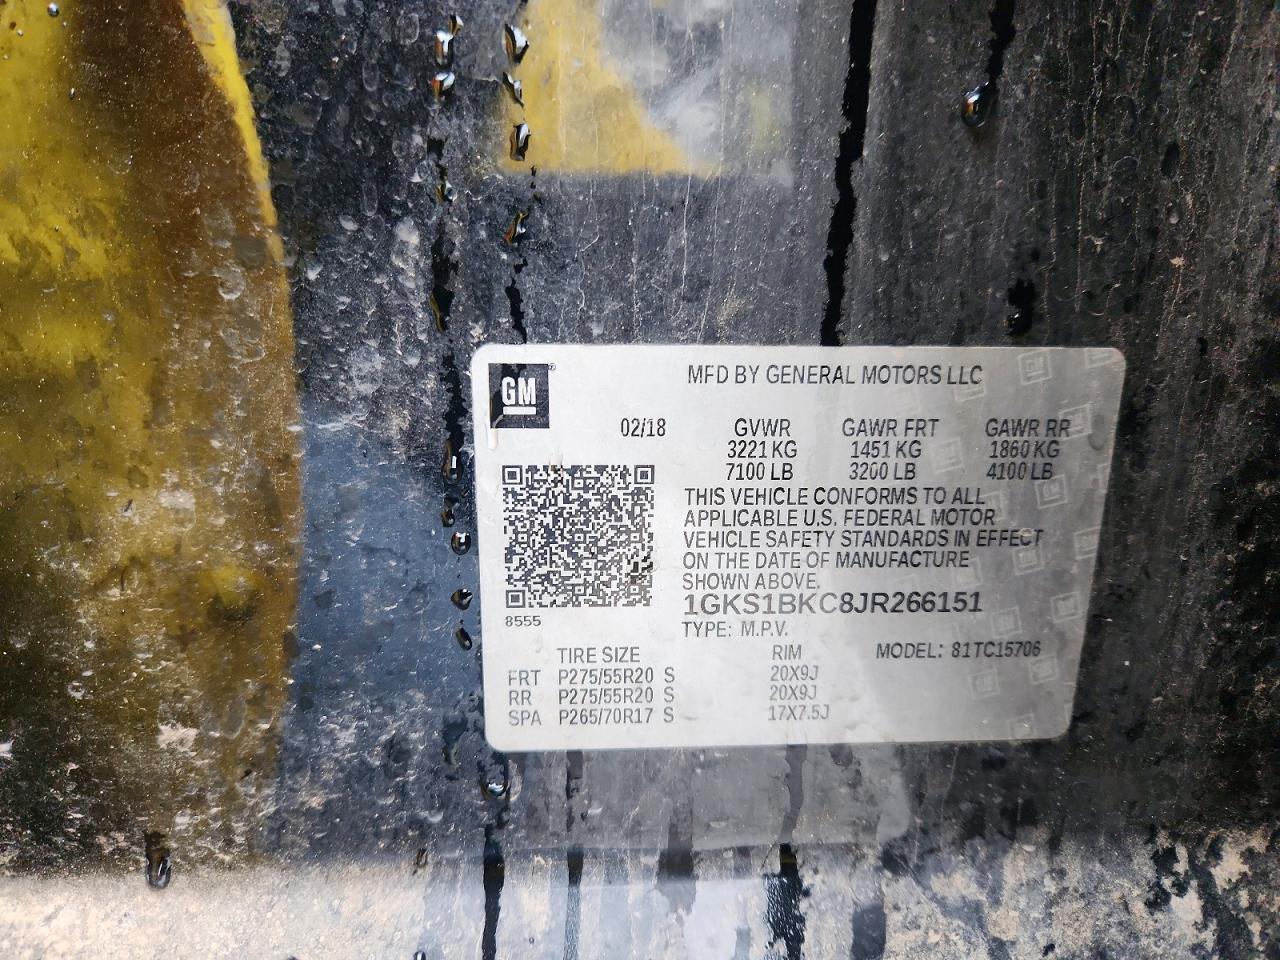 GM
MFD BY GENERAL MOTORS LLC
02/18 GVWR GAWR FRT GAWR RR
3221 KG 1451 KG 1860 KG
7100 LB 3200 LB 4100 LB
THIS VEHICLE CONFORMS TO ALL
APPLICABLE U.S. FEDERAL MOTOR
VEHICLE SAFETY STANDARDS IN EFFECT
ON THE DATE OF MANUFACTURE
SHOWN ABOVE.
1GKS1BKC8JR266151
8555
TYPE: M.P.V.
TIRE SIZE RIM MODEL: 81TC15706
FRT P275/55R20 S 20X9J
RR P275/55R20 S 20X9J
SPA P265/70R17 S 17X7.5J